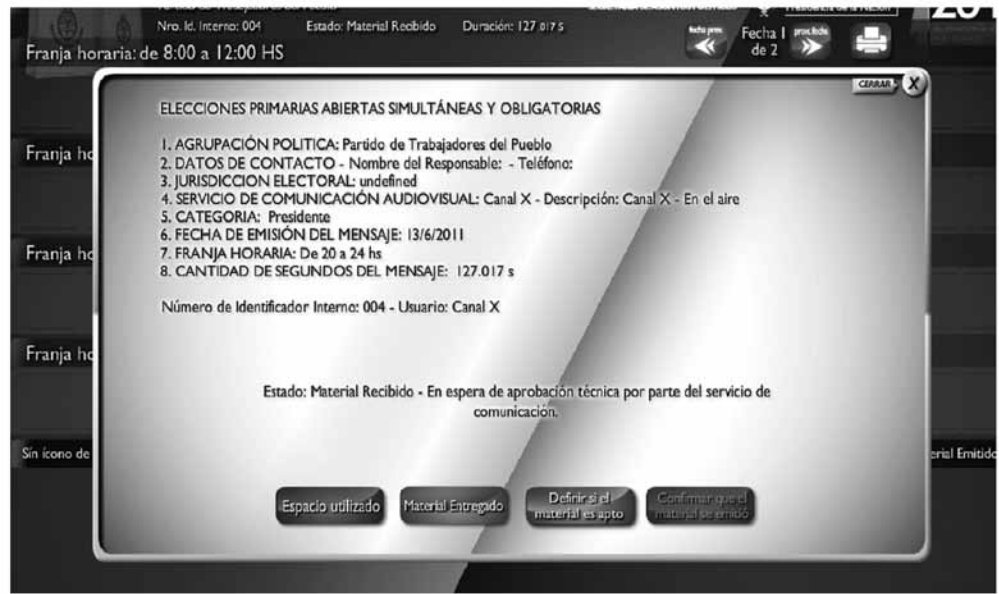 Nro. Id. Interno: 004 Estado: Material Recibido Duración: 127.017 s
Franja horaria: de 8:00 a 12:00 HS
fecha prev.
Fecha 1
de 2
prox. fecha
CERRAR X
ELECCIONES PRIMARIAS ABIERTAS SIMULTÁNEAS Y OBLIGATORIAS
1. AGRUPACIÓN POLITICA: Partido de Trabajadores del Pueblo
2. DATOS DE CONTACTO - Nombre del Responsable: - Teléfono:
3. JURISDICCION ELECTORAL: undefined
4. SERVICIO DE COMUNICACIÓN AUDIOVISUAL: Canal X - Descripción: Canal X - En el aire
5. CATEGORIA: Presidente
6. FECHA DE EMISIÓN DEL MENSAJE: 13/6/2011
7. FRANJA HORARIA: De 20 a 24 hs
8. CANTIDAD DE SEGUNDOS DEL MENSAJE: 127.017 s
Número de Identificador Interno: 004 - Usuario: Canal X
Franja ho
Franja ho
Franja ho
Estado: Material Recibido - En espera de aprobación técnica por parte del servicio de
comunicación.
Sin ícono de
erial Emitido
Espacio utilizado
Material Entregado
Definir si el
material es apto
Confirmar que el
material se emitió